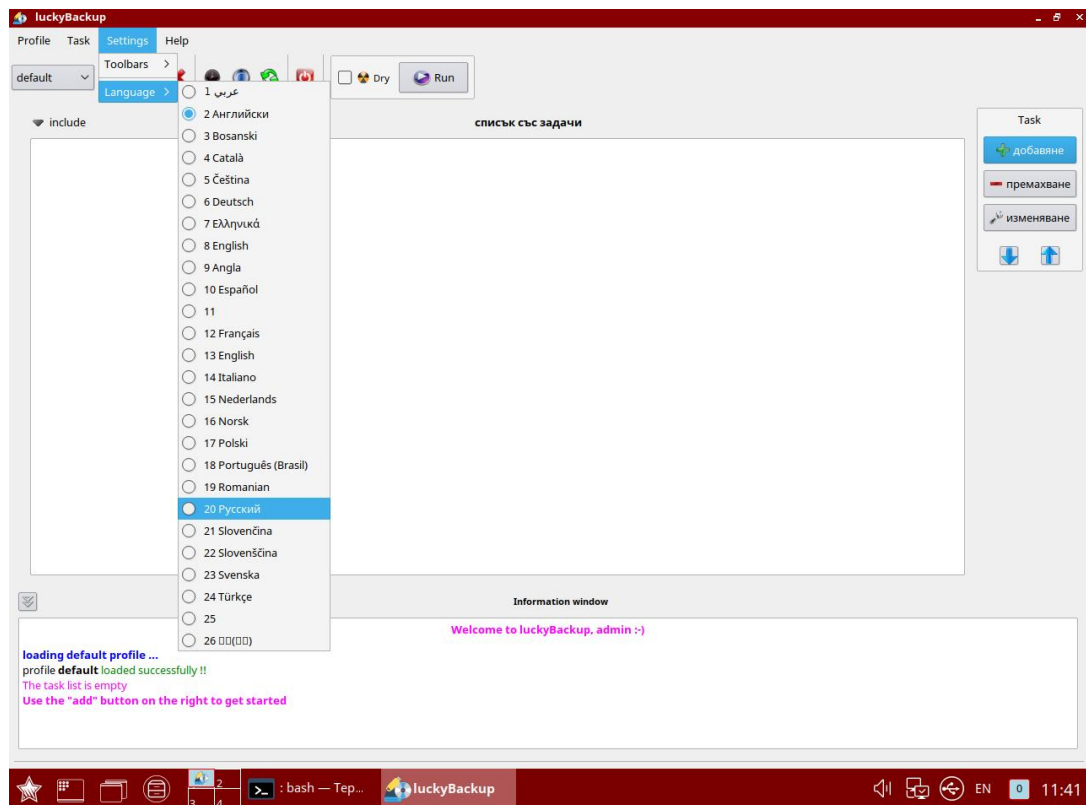 luckyBackup
Profile Task Settings Help
default
Toolbars
Language
Dry Run
include
списък със задачи
1 عربي
2 Английски
3 Bosanski
4 Català
5 Čeština
6 Deutsch
7 Ελληνικά
8 English
9 Angla
10 Español
11
12 Français
13 English
14 Italiano
15 Nederlands
16 Norsk
17 Polski
18 Português (Brasil)
19 Romanian
20 Русский
21 Slovenčina
22 Slovenščina
23 Svenska
24 Türkçe
25
26 ▯▯(▯▯)
Task
добавяне
премахване
изменяване
Information window
Welcome to luckyBackup, admin :-)
loading default profile ...
profile default loaded successfully !!
The task list is empty
Use the "add" button on the right to get started
2
3 4
: bash — Тер...
luckyBackup
EN
0
11:41